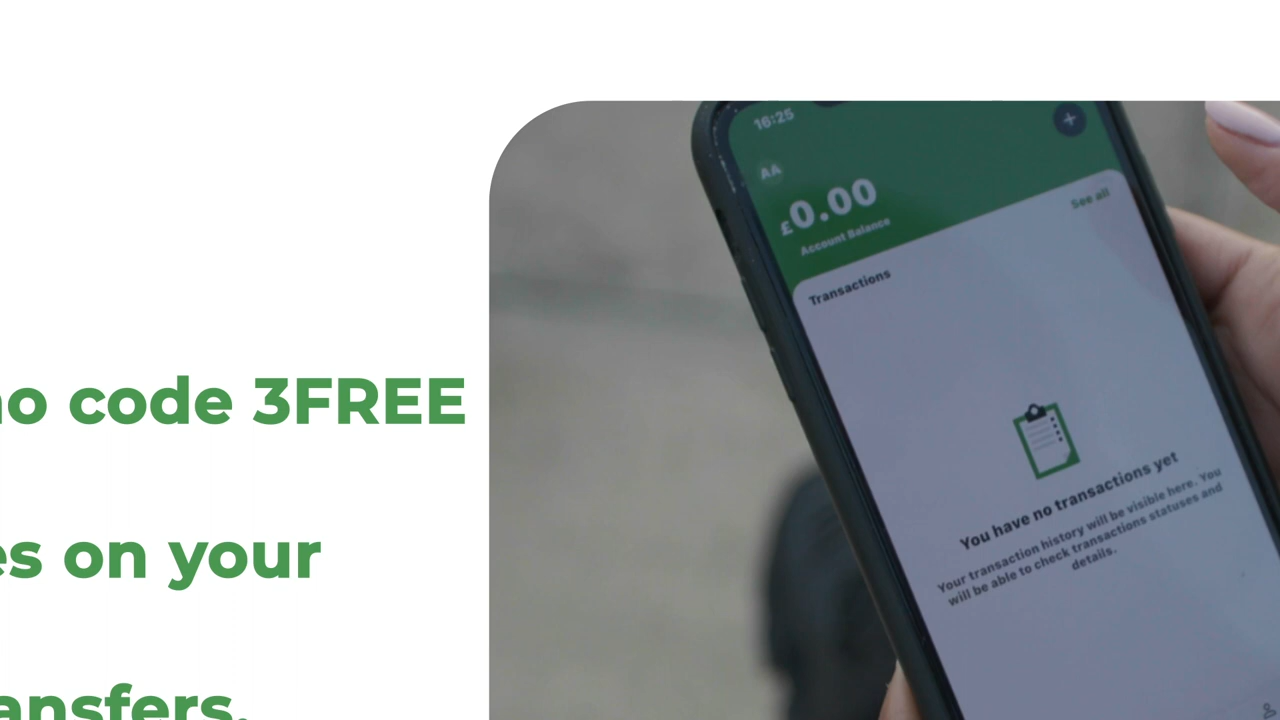 no code 3FREE
es on your
ansfers.
16:25
AA
£0.00
Account Balance
See all
Transactions
You have no transactions yet
Your transaction history will be visible here. You
will be able to check transactions statuses and
details.